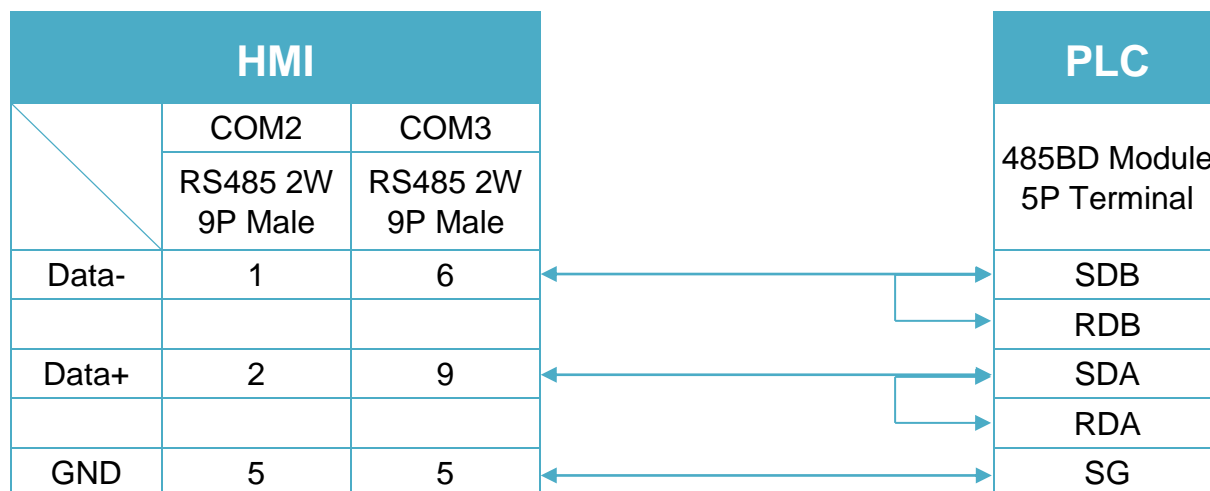 HMI PLC
COM2 COM3
485BD Module
5P Terminal
RS485 2W RS485 2W
9P Male 9P Male
Data- 1 6 SDB
RDB
Data+ 2 9 SDA
RDA
GND 5 5 SG